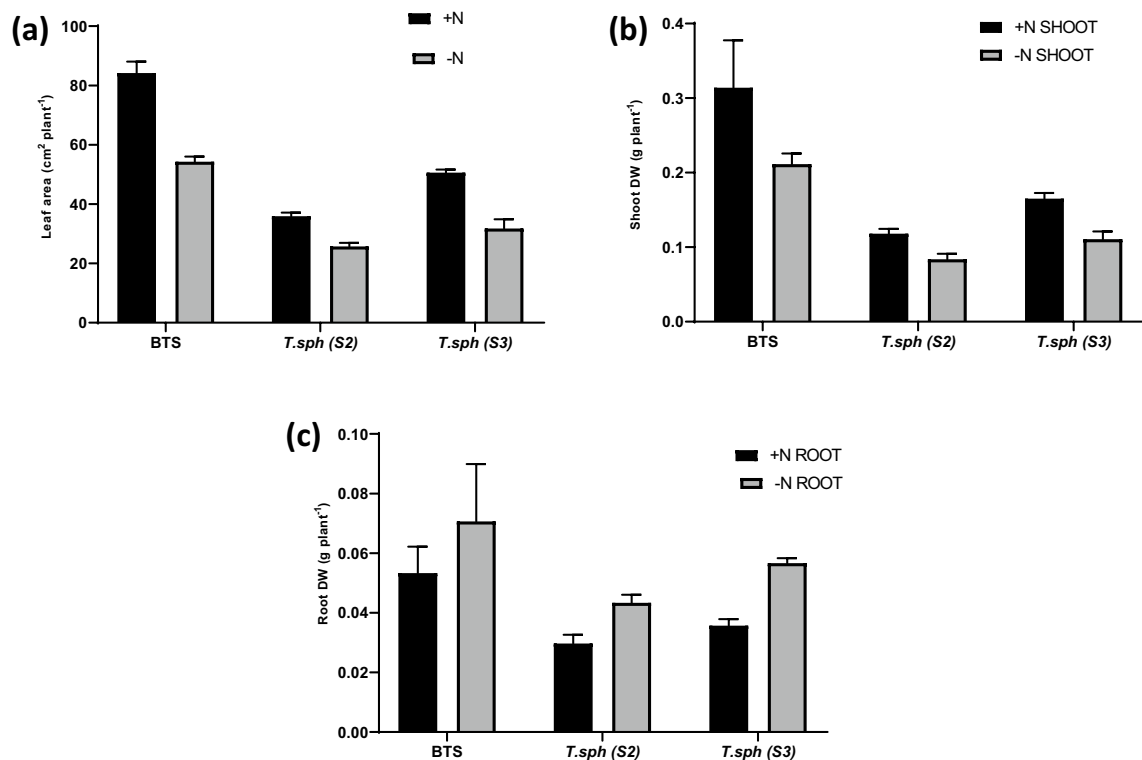 (a)
+N
-N
Leaf area (cm² plant⁻¹)
100
80
60
40
20
0
BTS
T.sph (S2)
T.sph (S3)
(b)
+N SHOOT
-N SHOOT
Shoot DW (g plant⁻¹)
0.4
0.3
0.2
0.1
0.0
BTS
T.sph (S2)
T.sph (S3)
(c)
+N ROOT
-N ROOT
Root DW (g plant⁻¹)
0.10
0.08
0.06
0.04
0.02
0.00
BTS
T.sph (S2)
T.sph (S3)